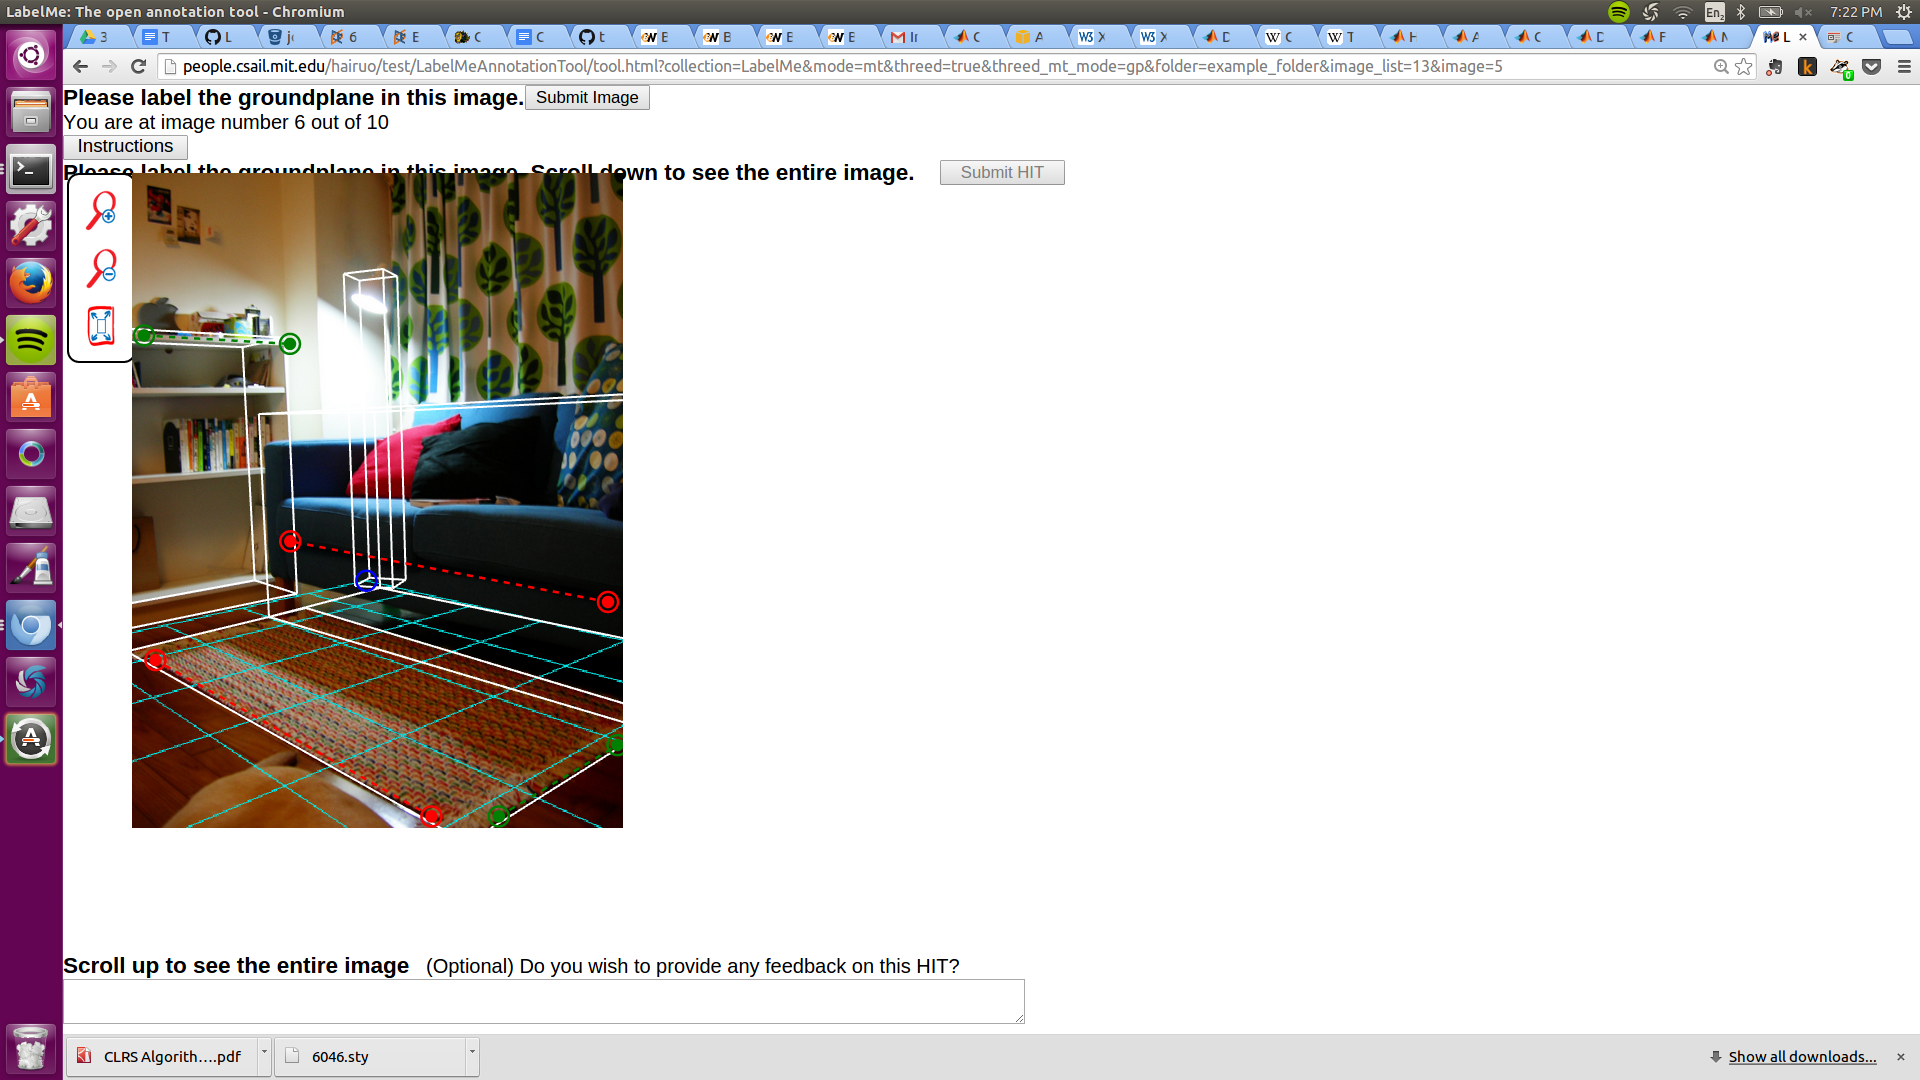 LabelMe: The open annotation tool - Chromium
En2
7:22 PM
3 T L 6 E C C t E B E E Ir C A X X D C T H A C D F L C
people.csail.mit.edu/hairuo/test/LabelMeAnnotationTool/tool.html?collection=LabelMe&mode=mt&threed=true&threed_mt_mode=gp&folder=example_folder&image_list=13&image=5
Please label the groundplane in this image. Submit Image
You are at image number 6 out of 10
Instructions
Please label the groundplane in this image. Scroll down to see the entire image. Submit HIT
Scroll up to see the entire image (Optional) Do you wish to provide any feedback on this HIT?
CLRS Algorith....pdf 6046.sty Show all downloads...